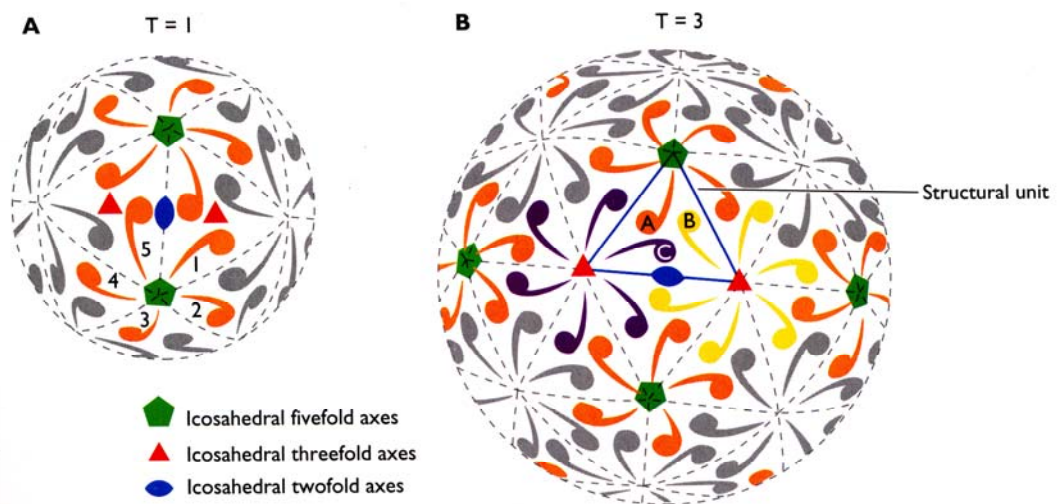 A
T = 1
5
1
4
3
2
B
T = 3
A
B
C
Structural unit
Icosahedral fivefold axes
Icosahedral threefold axes
Icosahedral twofold axes